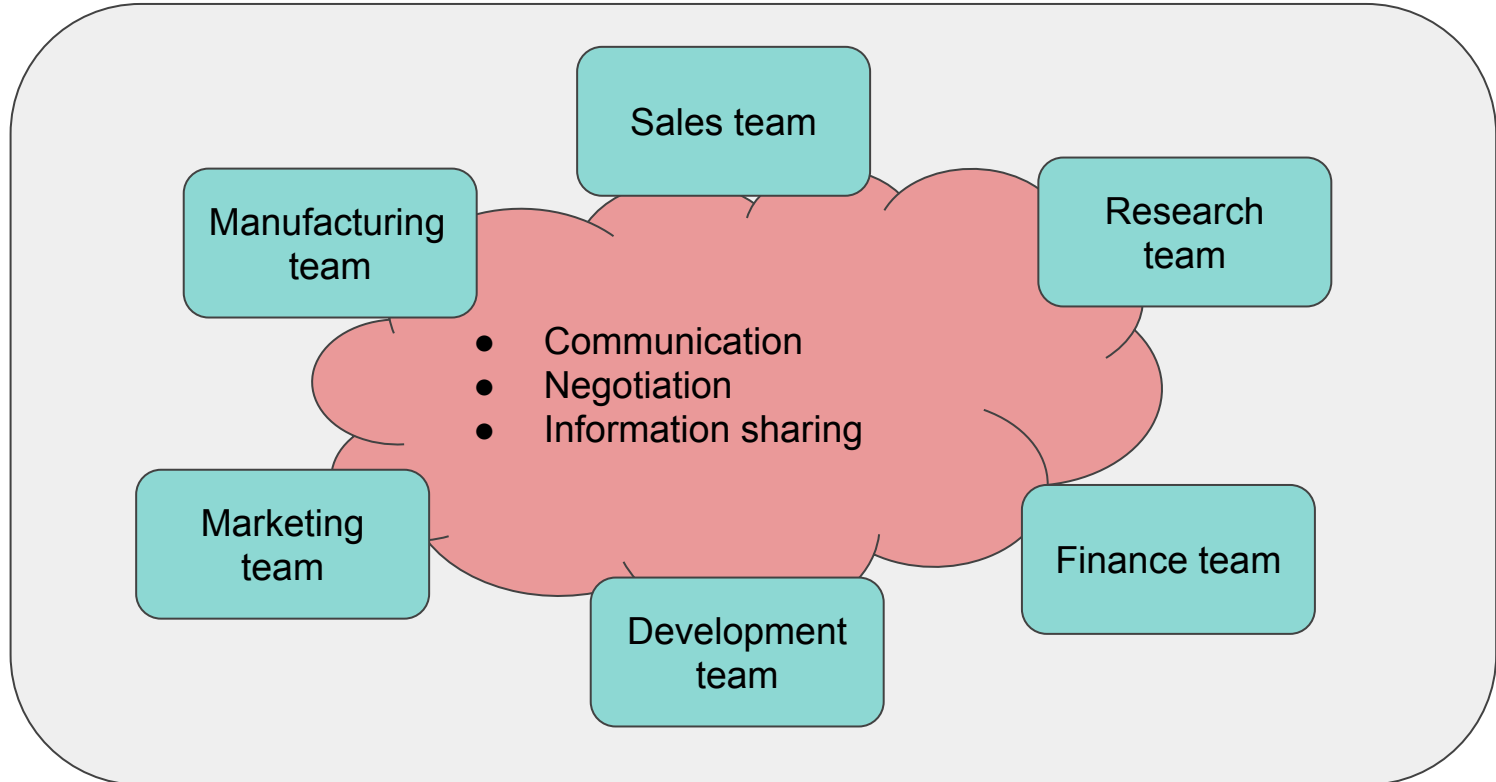 Sales team
Manufacturing
team
Research
team
● Communication
● Negotiation
● Information sharing
Marketing
team
Finance team
Development
team